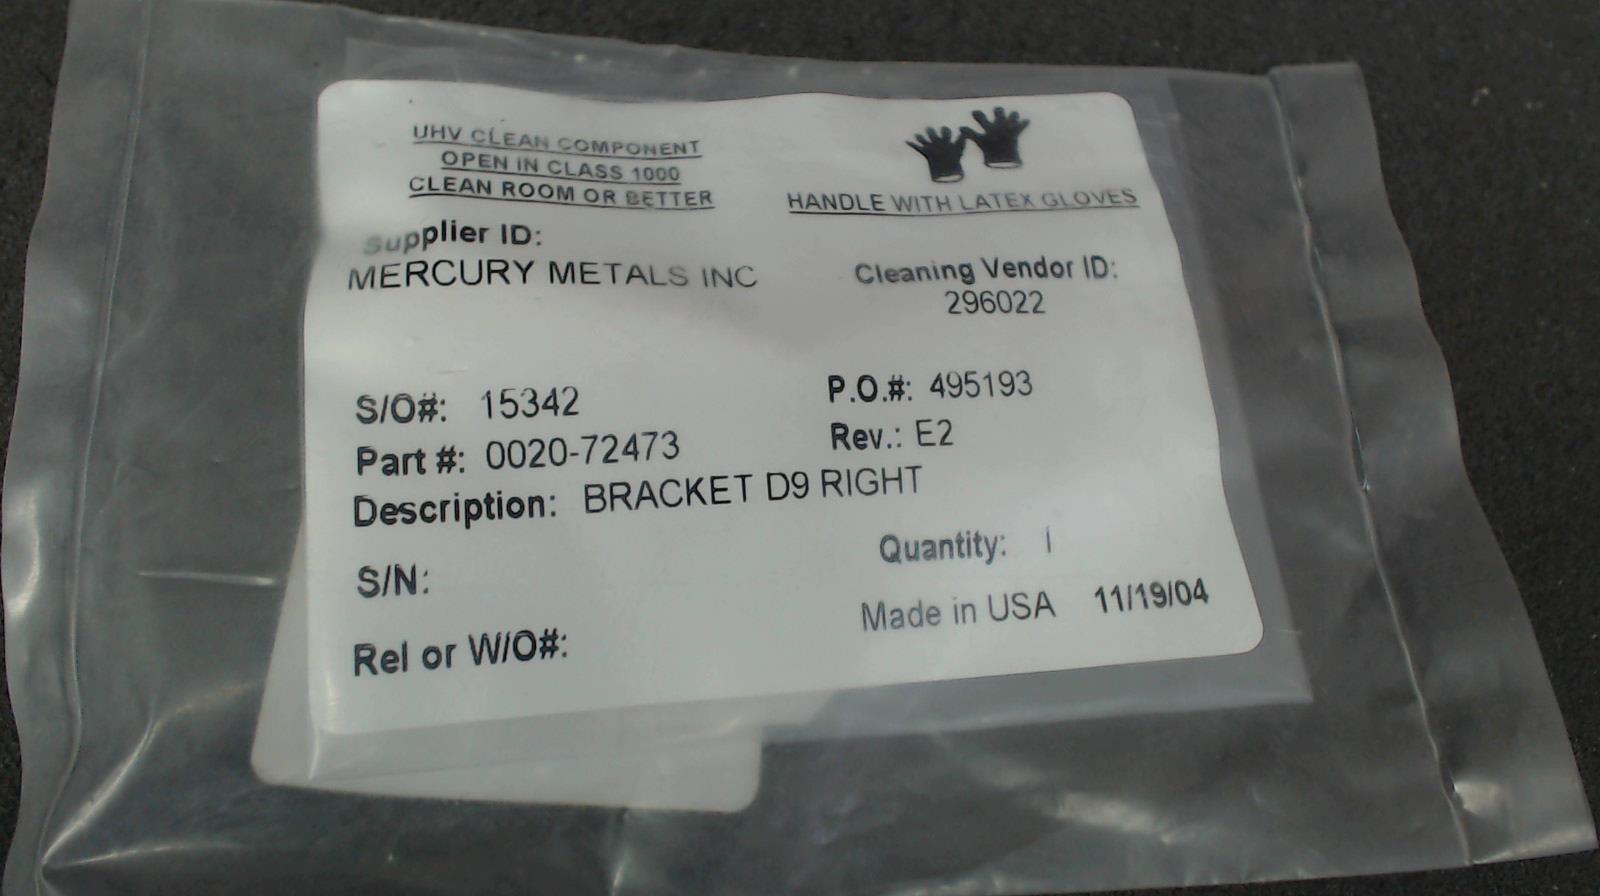 UHV CLEAN COMPONENT
OPEN IN CLASS 1000
CLEAN ROOM OR BETTER
HANDLE WITH LATEX GLOVES
Supplier ID:
MERCURY METALS INC
Cleaning Vendor ID:
296022
S/O#: 15342
P.O.#: 495193
Part #: 0020-72473
Rev.: E2
Description: BRACKET D9 RIGHT
Quantity: 1
S/N:
Made in USA 11/19/04
Rel or W/O#: